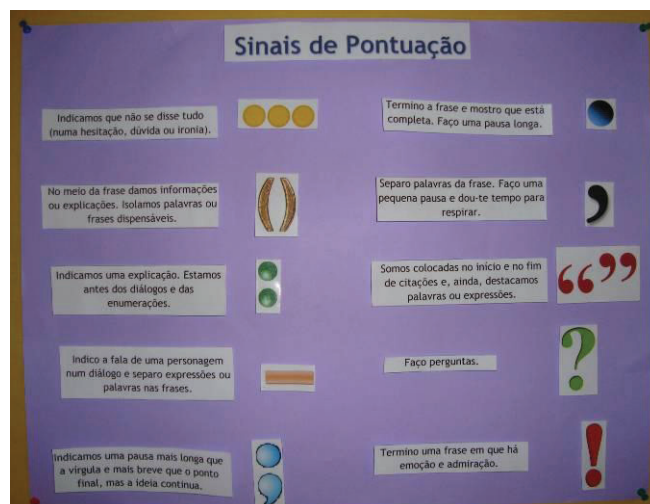 Sinais de Pontuação
Indicamos que não se disse tudo
(numa hesitação, dúvida ou ironia).
No meio da frase damos informações
ou explicações. Isolamos palavras ou
frases dispensáveis.
Indicamos uma explicação. Estamos
antes dos diálogos e das
enumerações.
Indico a fala de uma personagem
num diálogo e separo expressões ou
palavras nas frases.
Indicamos uma pausa mais longa que
a vírgula e mais breve que o ponto
final, mas a ideia continua.
Termino a frase e mostro que está
completa. Faço uma pausa longa.
Separo palavras da frase. Faço uma
pequena pausa e dou-te tempo para
respirar.
Somos colocadas no início e no fim
de citações e, ainda, destacamos
palavras ou expressões.
Faço perguntas.
Termino uma frase em que há
emoção e admiração.